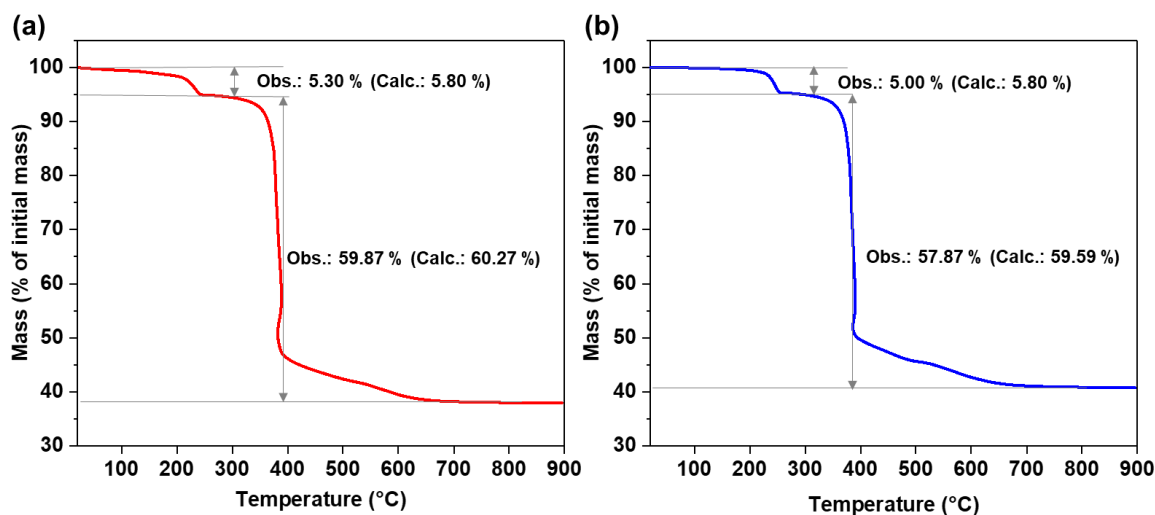 (a)
Mass (% of initial mass)
100
90
80
70
60
50
40
30
Obs.: 5.30 % (Calc.: 5.80 %)
Obs.: 59.87 % (Calc.: 60.27 %)
100 200 300 400 500 600 700 800 900
Temperature (°C)
(b)
Mass (% of initial mass)
100
90
80
70
60
50
40
30
Obs.: 5.00 % (Calc.: 5.80 %)
Obs.: 57.87 % (Calc.: 59.59 %)
100 200 300 400 500 600 700 800 900
Temperature (°C)